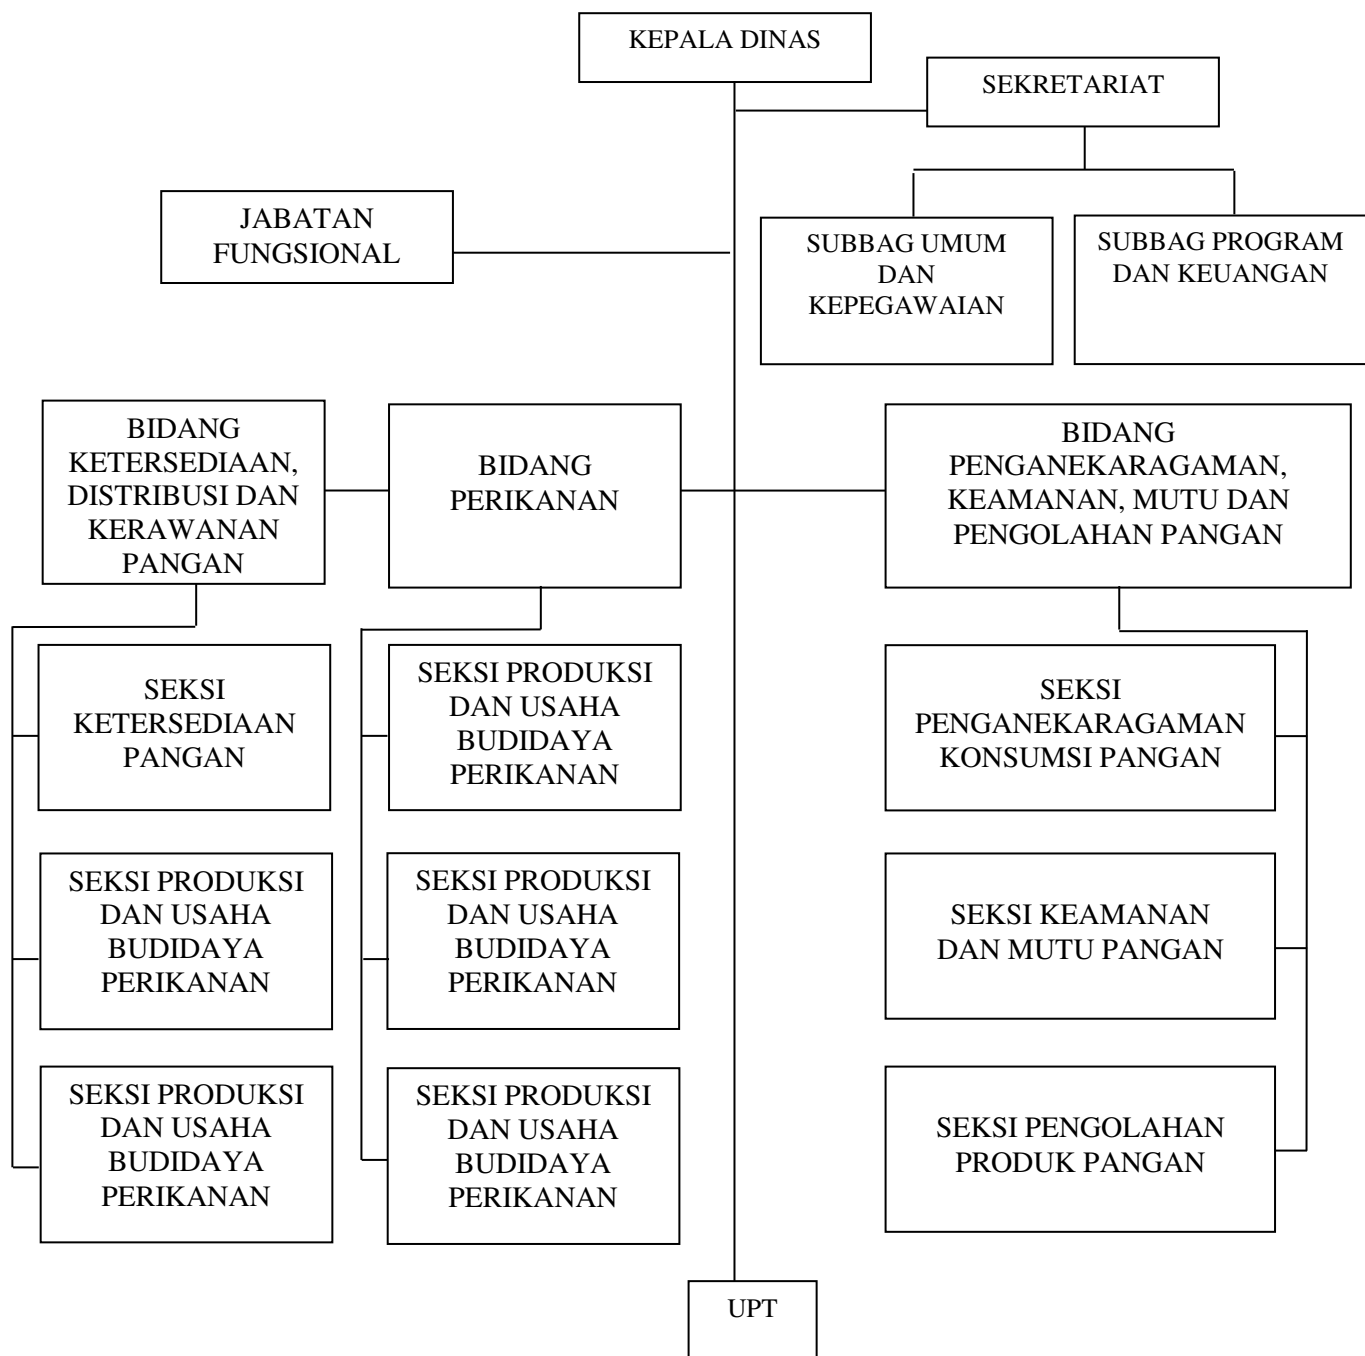 KEPALA DINAS
SEKRETARIAT
JABATAN
FUNGSIONAL
SUBBAG UMUM
DAN
KEPEGAWAIAN
SUBBAG PROGRAM
DAN KEUANGAN
BIDANG
KETERSEDIAAN,
DISTRIBUSI DAN
KERAWANAN
PANGAN
BIDANG
PERIKANAN
BIDANG
PENGANEKARAGAMAN,
KEAMANAN, MUTU DAN
PENGOLAHAN PANGAN
SEKSI
KETERSEDIAAN
PANGAN
SEKSI PRODUKSI
DAN USAHA
BUDIDAYA
PERIKANAN
SEKSI
PENGANEKARAGAMAN
KONSUMSI PANGAN
SEKSI PRODUKSI
DAN USAHA
BUDIDAYA
PERIKANAN
SEKSI PRODUKSI
DAN USAHA
BUDIDAYA
PERIKANAN
SEKSI KEAMANAN
DAN MUTU PANGAN
SEKSI PRODUKSI
DAN USAHA
BUDIDAYA
PERIKANAN
SEKSI PRODUKSI
DAN USAHA
BUDIDAYA
PERIKANAN
SEKSI PENGOLAHAN
PRODUK PANGAN
UPT